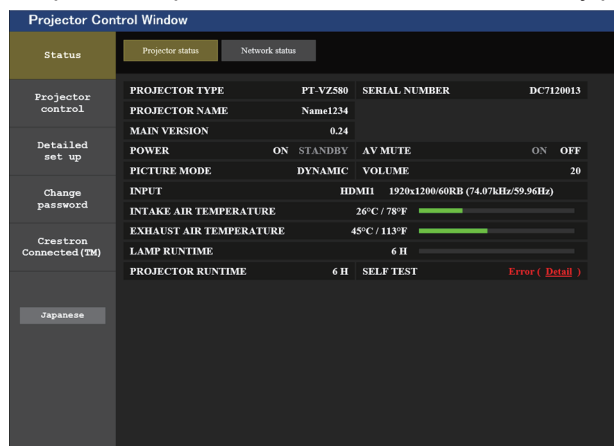 Projector Control Window
Status
Projector status
Network status
Projector
control
Detailed
set up
Change
password
Crestron
Connected(TM)
Japanese
PROJECTOR TYPE PT-VZ580 SERIAL NUMBER DC7120013
PROJECTOR NAME Name1234
MAIN VERSION 0.24
POWER ON STANDBY AV MUTE ON OFF
PICTURE MODE DYNAMIC VOLUME 20
INPUT HDMI1 1920x1200/60RB (74.07kHz/59.96Hz)
INTAKE AIR TEMPERATURE 26°C / 78°F
EXHAUST AIR TEMPERATURE 45°C / 113°F
LAMP RUNTIME 6 H
PROJECTOR RUNTIME 6 H SELF TEST Error ( Detail )